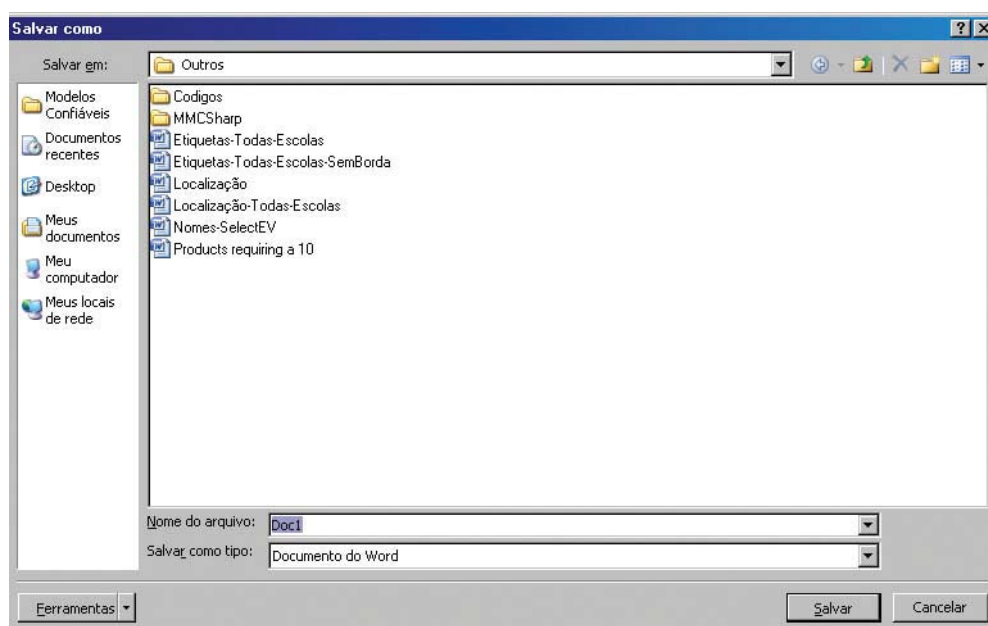 Salvar como
Salvar em:
Outros
Modelos
Confiáveis
Documentos
recentes
Desktop
Meus
documentos
Meu
computador
Meus locais
de rede
Codigos
MMCSharp
Etiquetas-Todas-Escolas
Etiquetas-Todas-Escolas-SemBorda
Localização
Localização-Todas-Escolas
Nomes-SelectEV
Products requiring a 10
Nome do arquivo:
Doc1
Salvar como tipo:
Documento do Word
Ferramentas
Salvar
Cancelar